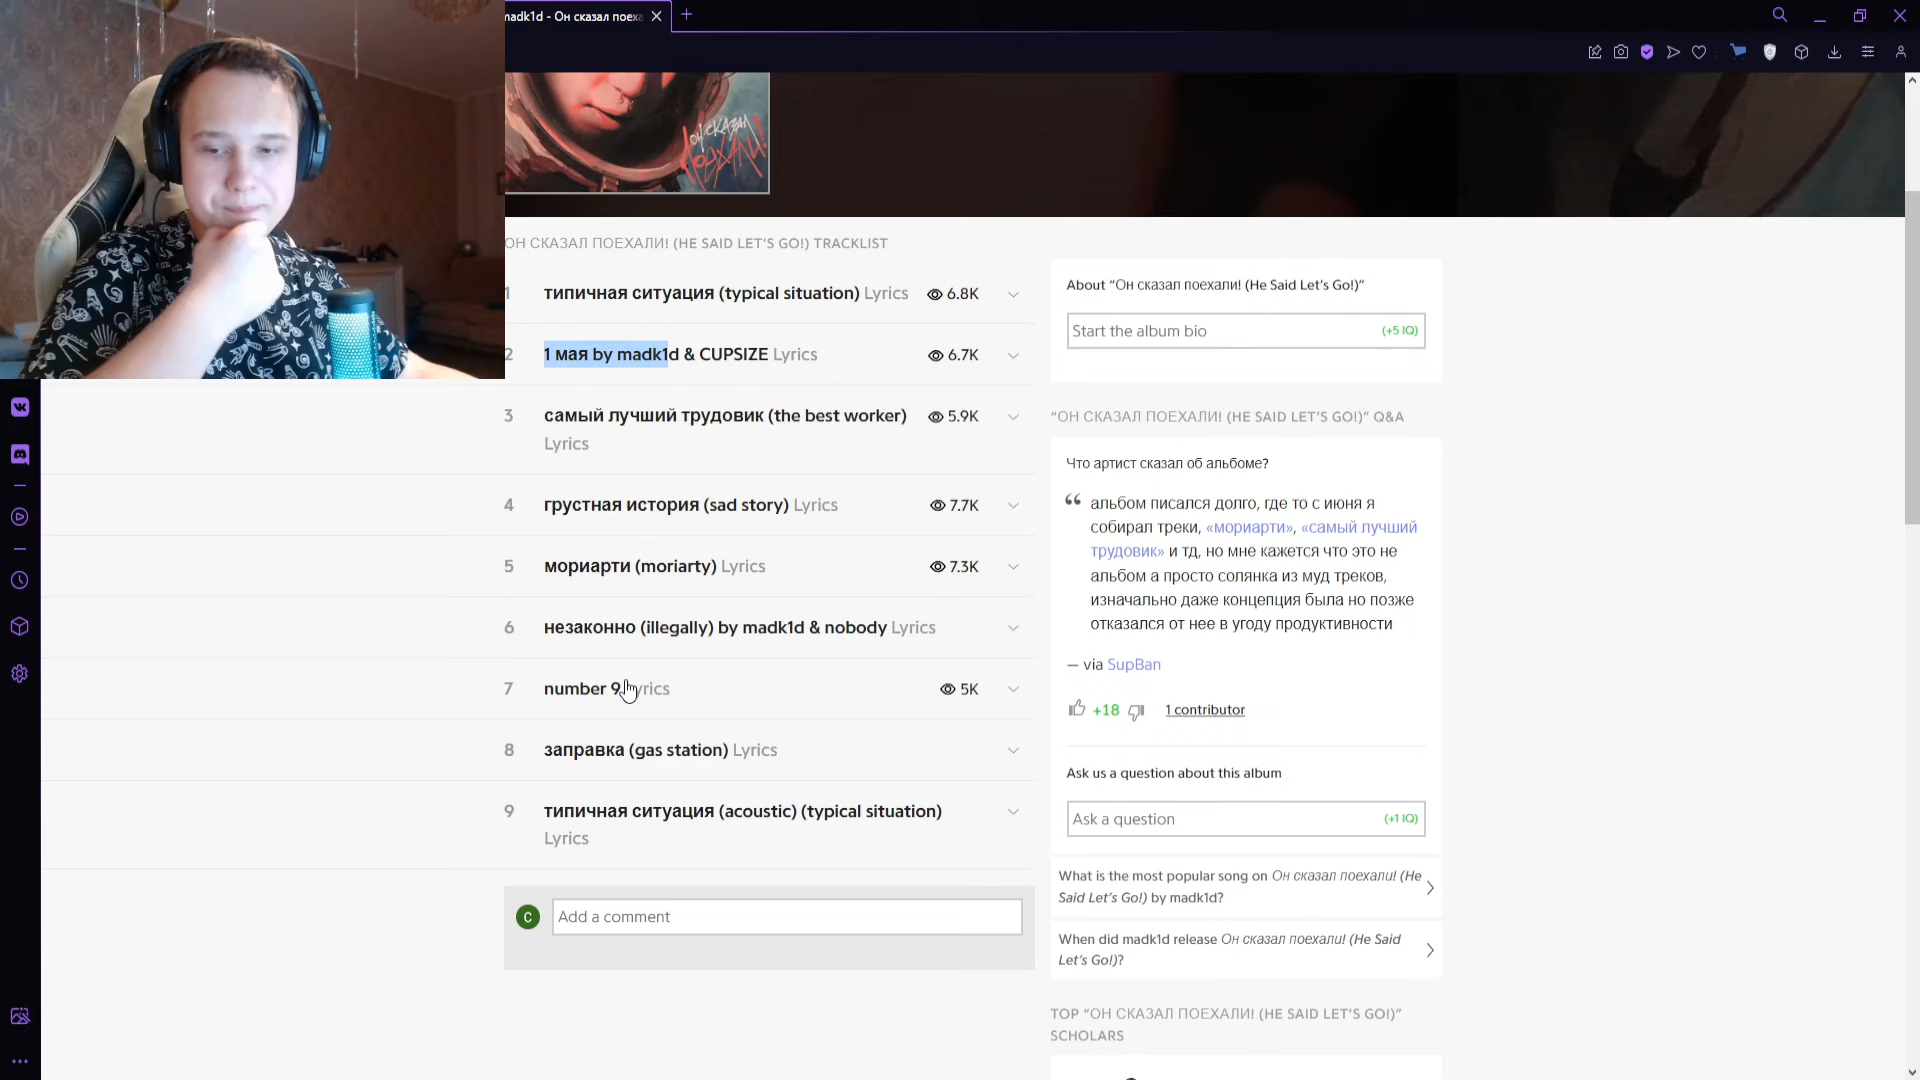 madk1d - Он сказал поеха
ОН СКАЗАЛ ПОЕХАЛИ!
ОН СКАЗАЛ ПОЕХАЛИ! (HE SAID LET'S GO!) TRACKLIST
1 типичная ситуация (typical situation) Lyrics 6.8K
2 1 мая by madk1d & CUPSIZE Lyrics 6.7K
3 самый лучший трудовик (the best worker) 5.9K
Lyrics
4 грустная история (sad story) Lyrics 7.7K
5 мориарти (moriarty) Lyrics 7.3K
6 незаконно (illegally) by madk1d & nobody Lyrics
7 number 9 Lyrics 5K
8 заправка (gas station) Lyrics
9 типичная ситуация (acoustic) (typical situation)
Lyrics
C Add a comment
About “Он сказал поехали! (He Said Let's Go!)”
Start the album bio (+5 IQ)
“ОН СКАЗАЛ ПОЕХАЛИ! (HE SAID LET'S GO!)” Q&A
Что артист сказал об альбоме?
“ альбом писался долго, где то с июня я
собирал треки, «мориарти», «самый лучший
трудовик» и тд, но мне кажется что это не
альбом а просто солянка из муд треков,
изначально даже концепция была но позже
отказался от нее в угоду продуктивности
— via SupBan
+18 1 contributor
Ask us a question about this album
Ask a question (+1 IQ)
What is the most popular song on Он сказал поехали! (He
Said Let's Go!) by madk1d?
When did madk1d release Он сказал поехали! (He Said
Let's Go!)?
TOP “ОН СКАЗАЛ ПОЕХАЛИ! (HE SAID LET'S GO!)”
SCHOLARS